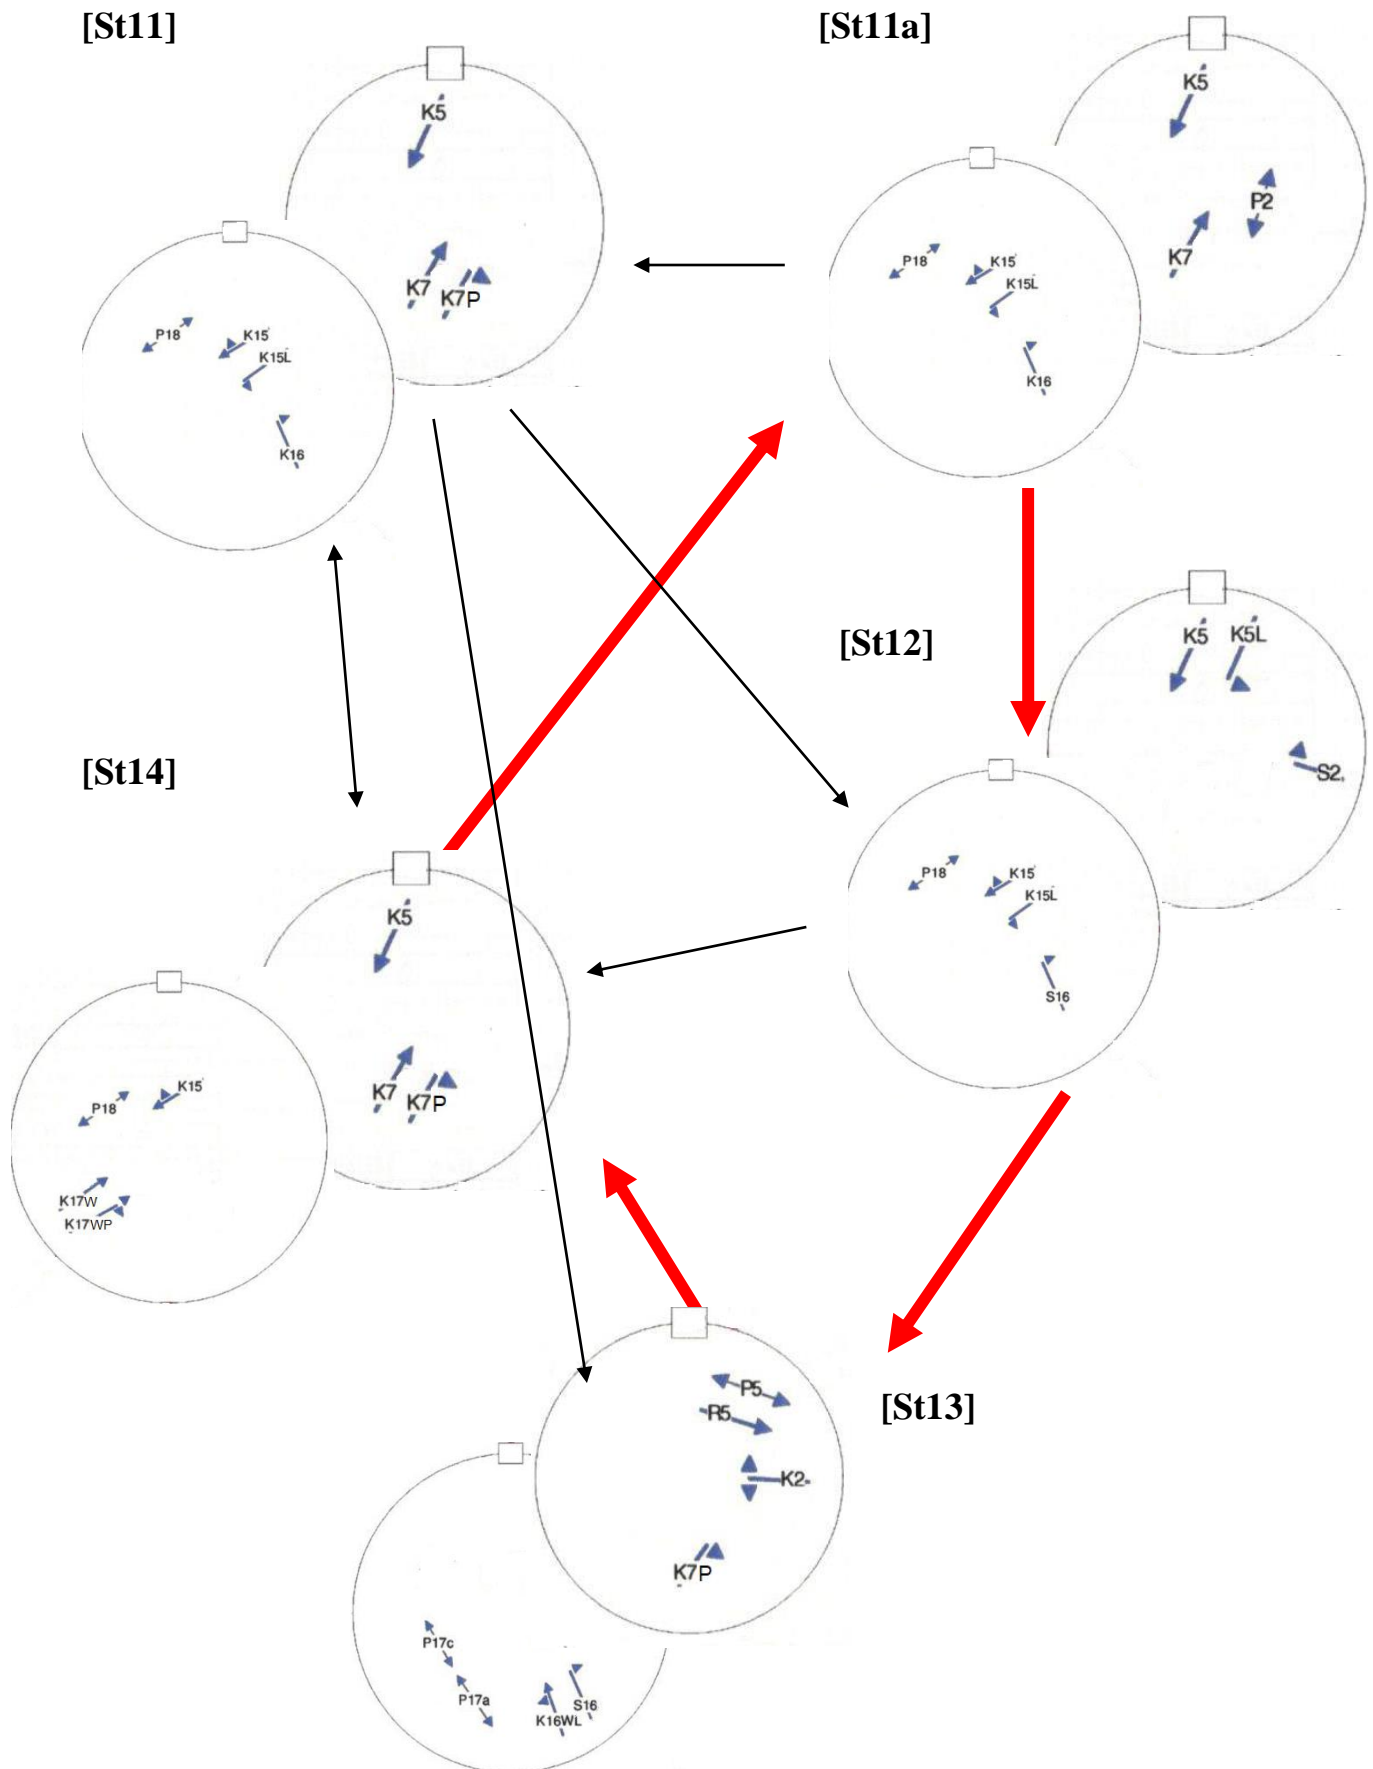 [St11]
K5
K7
K7P
P18
K15
K15L
K16
[St11a]
K5
P2
K7
P18
K15
K15L
K16
[St12]
K5
K5L
S2
P18
K15
K15L
S16
[St14]
K5
K7
K7P
P18
K15
K17W
K17WP
[St13]
P5
R5
K2
K7P
P17c
P17a
S16
K16WL